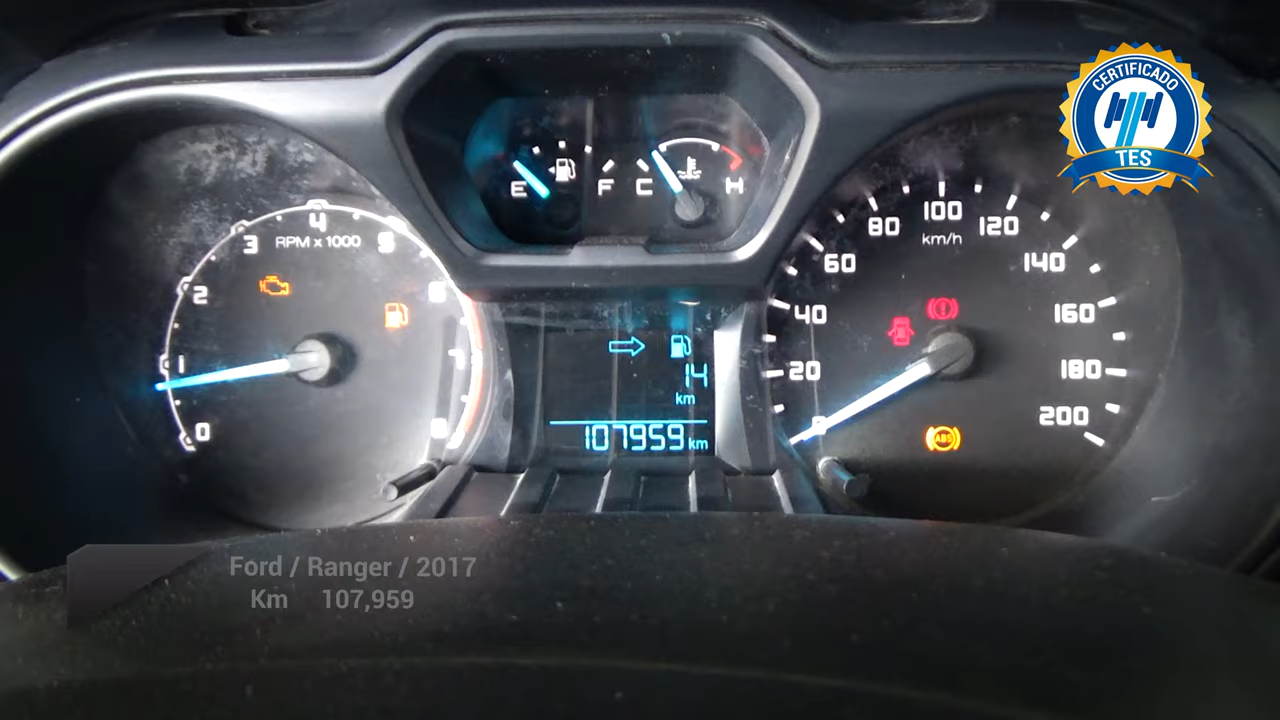 CERTIFICADO
TES
E
F
C
H
0
1
2
3
4
5
6
7
8
RPM x 1000
14
km
107959 km
0
20
40
60
80
100
120
140
160
180
200
km/h
ABS
Ford / Ranger / 2017
Km 107,959